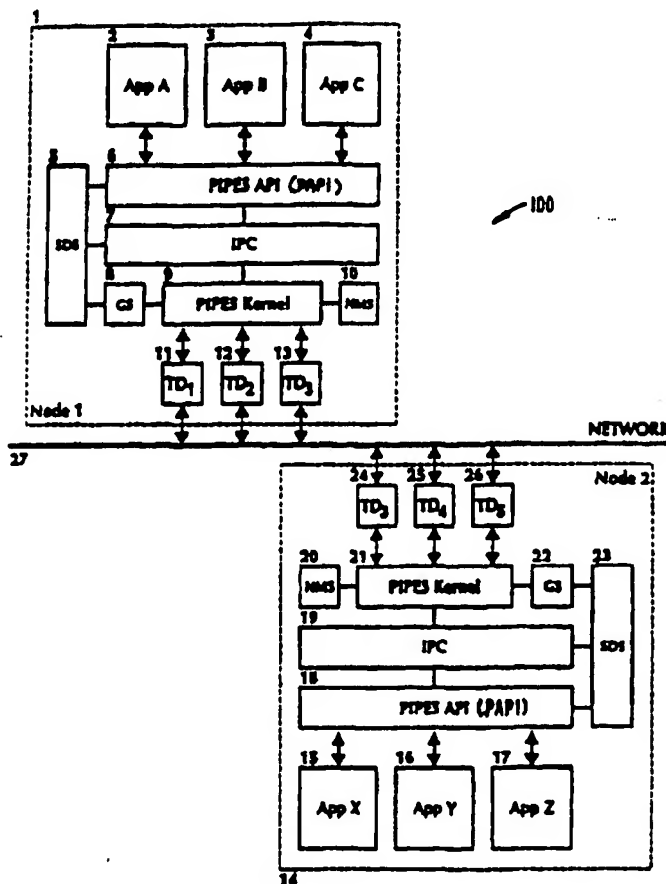 1
2
3
4
App A
App B
App C
5
6
PIPES API (PAPI)
7
SDS
IPC
8
9
10
GS
PIPES Kernel
NMS
11
12
13
TD1
TD2
TD3
Node 1
100
NETWORK
27
24
25
26
Node 2
TD3
TD4
TD5
20
21
22
23
NMS
PIPES Kernel
GS
19
IPC
SDS
18
PIPES API (PAPI)
15
16
17
App X
App Y
App Z
14